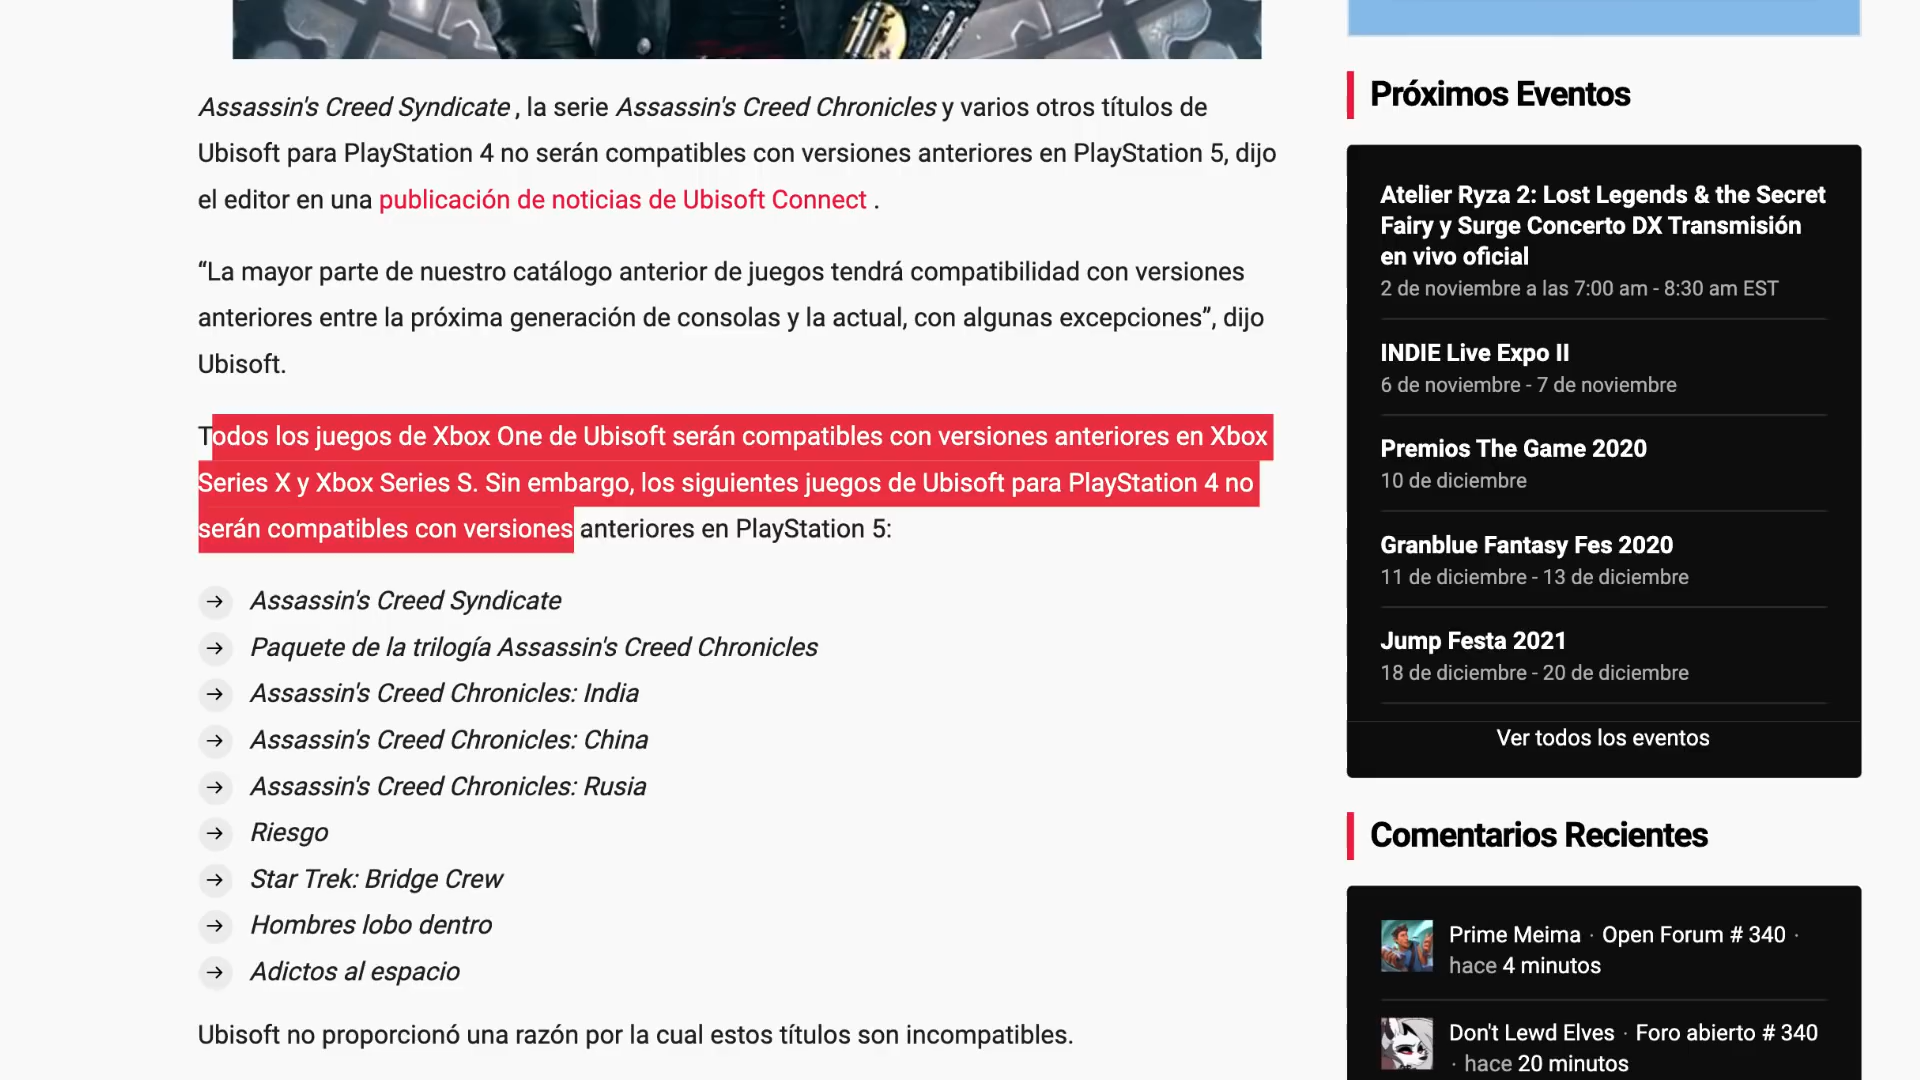 Assassin's Creed Syndicate , la serie Assassin's Creed Chronicles y varios otros títulos de
Ubisoft para PlayStation 4 no serán compatibles con versiones anteriores en PlayStation 5, dijo
el editor en una publicación de noticias de Ubisoft Connect .
“La mayor parte de nuestro catálogo anterior de juegos tendrá compatibilidad con versiones
anteriores entre la próxima generación de consolas y la actual, con algunas excepciones”, dijo
Ubisoft.
Todos los juegos de Xbox One de Ubisoft serán compatibles con versiones anteriores en Xbox
Series X y Xbox Series S. Sin embargo, los siguientes juegos de Ubisoft para PlayStation 4 no
serán compatibles con versiones anteriores en PlayStation 5:
→ Assassin's Creed Syndicate
→ Paquete de la trilogía Assassin's Creed Chronicles
→ Assassin's Creed Chronicles: India
→ Assassin's Creed Chronicles: China
→ Assassin's Creed Chronicles: Rusia
→ Riesgo
→ Star Trek: Bridge Crew
→ Hombres lobo dentro
→ Adictos al espacio
Ubisoft no proporcionó una razón por la cual estos títulos son incompatibles.
Próximos Eventos
Atelier Ryza 2: Lost Legends & the Secret
Fairy y Surge Concerto DX Transmisión
en vivo oficial
2 de noviembre a las 7:00 am - 8:30 am EST
INDIE Live Expo II
6 de noviembre - 7 de noviembre
Premios The Game 2020
10 de diciembre
Granblue Fantasy Fes 2020
11 de diciembre - 13 de diciembre
Jump Festa 2021
18 de diciembre - 20 de diciembre
Ver todos los eventos
Comentarios Recientes
Prime Meima · Open Forum # 340 ·
hace 4 minutos
Don't Lewd Elves · Foro abierto # 340
· hace 20 minutos